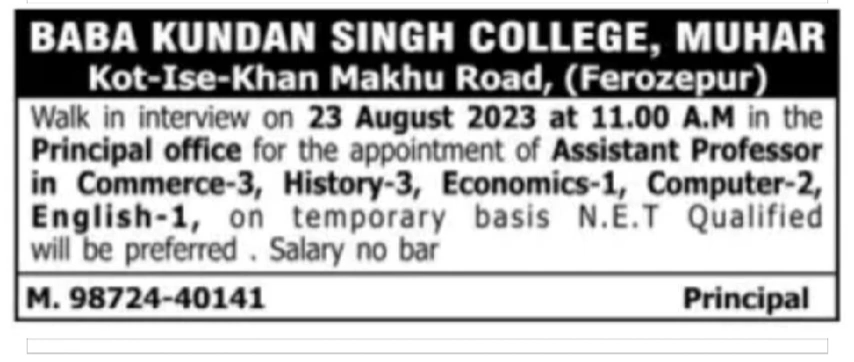 BABA KUNDAN SINGH COLLEGE, MUHAR
Kot-Ise-Khan Makhu Road, (Ferozepur)
Walk in interview on 23 August 2023 at 11.00 A.M in the
Principal office for the appointment of Assistant Professor
in Commerce-3, History-3, Economics-1, Computer-2,
English-1, on temporary basis N.E.T Qualified
will be preferred . Salary no bar
M. 98724-40141 Principal